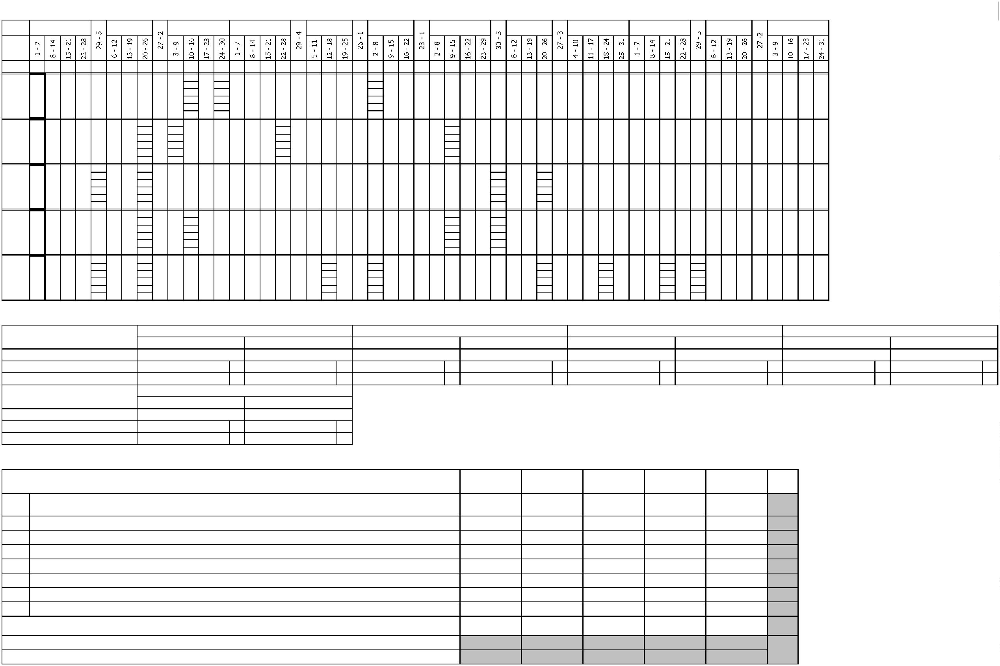 1 - 7
8 - 14
15 - 21
22 - 28
29 - 5
6 - 12
13 - 19
20 - 26
27 - 2
3 - 9
10 - 16
17 - 23
24 - 30
1 - 7
8 - 14
15 - 21
22 - 28
29 - 4
5 - 11
12 - 18
19 - 25
26 - 1
2 - 8
9 - 15
16 - 22
23 - 1
2 - 8
9 - 15
16 - 22
23 - 29
30 - 5
6 - 12
13 - 19
20 - 26
27 - 3
4 - 10
11 - 17
18 - 24
25 - 31
1 - 7
8 - 14
15 - 21
22 - 28
29 - 5
6 - 12
13 - 19
20 - 26
27 -2
3 - 9
10 - 16
17 - 23
24 - 31